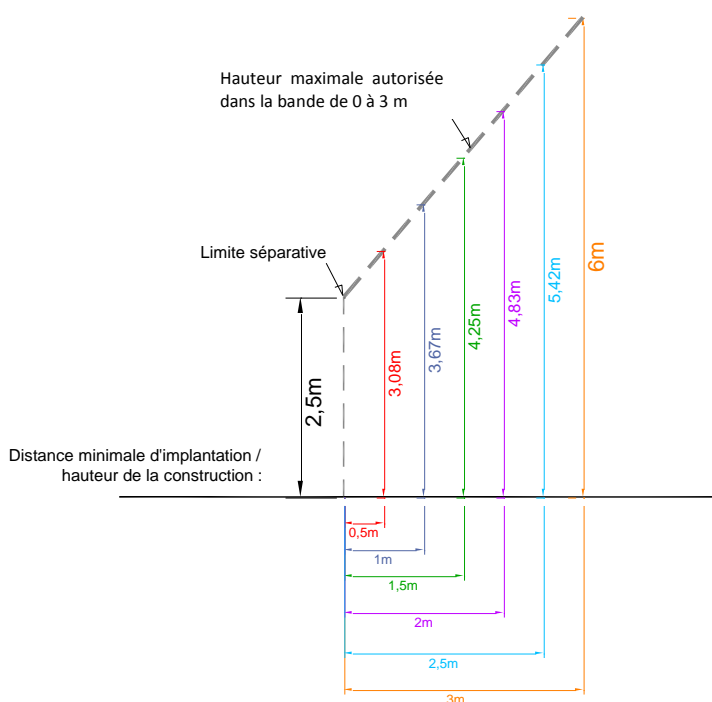 Hauteur maximale autorisée
dans la bande de 0 à 3 m
Limite séparative
2,5m
3,08m
3,67m
4,25m
4,83m
5,42m
6m
Distance minimale d'implantation /
hauteur de la construction :
0,5m
1m
1,5m
2m
2,5m
3m